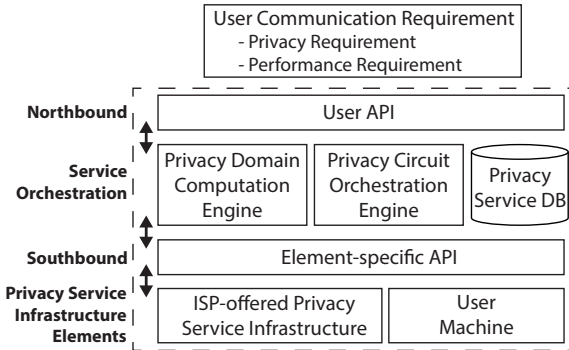 User Communication Requirement
- Privacy Requirement
- Performance Requirement
Northbound
User API
Service
Orchestration
Privacy Domain
Computation
Engine
Privacy Circuit
Orchestration
Engine
Privacy
Service DB
Southbound
Element-specific API
Privacy Service
Infrastructure
Elements
ISP-offered Privacy
Service Infrastructure
User
Machine